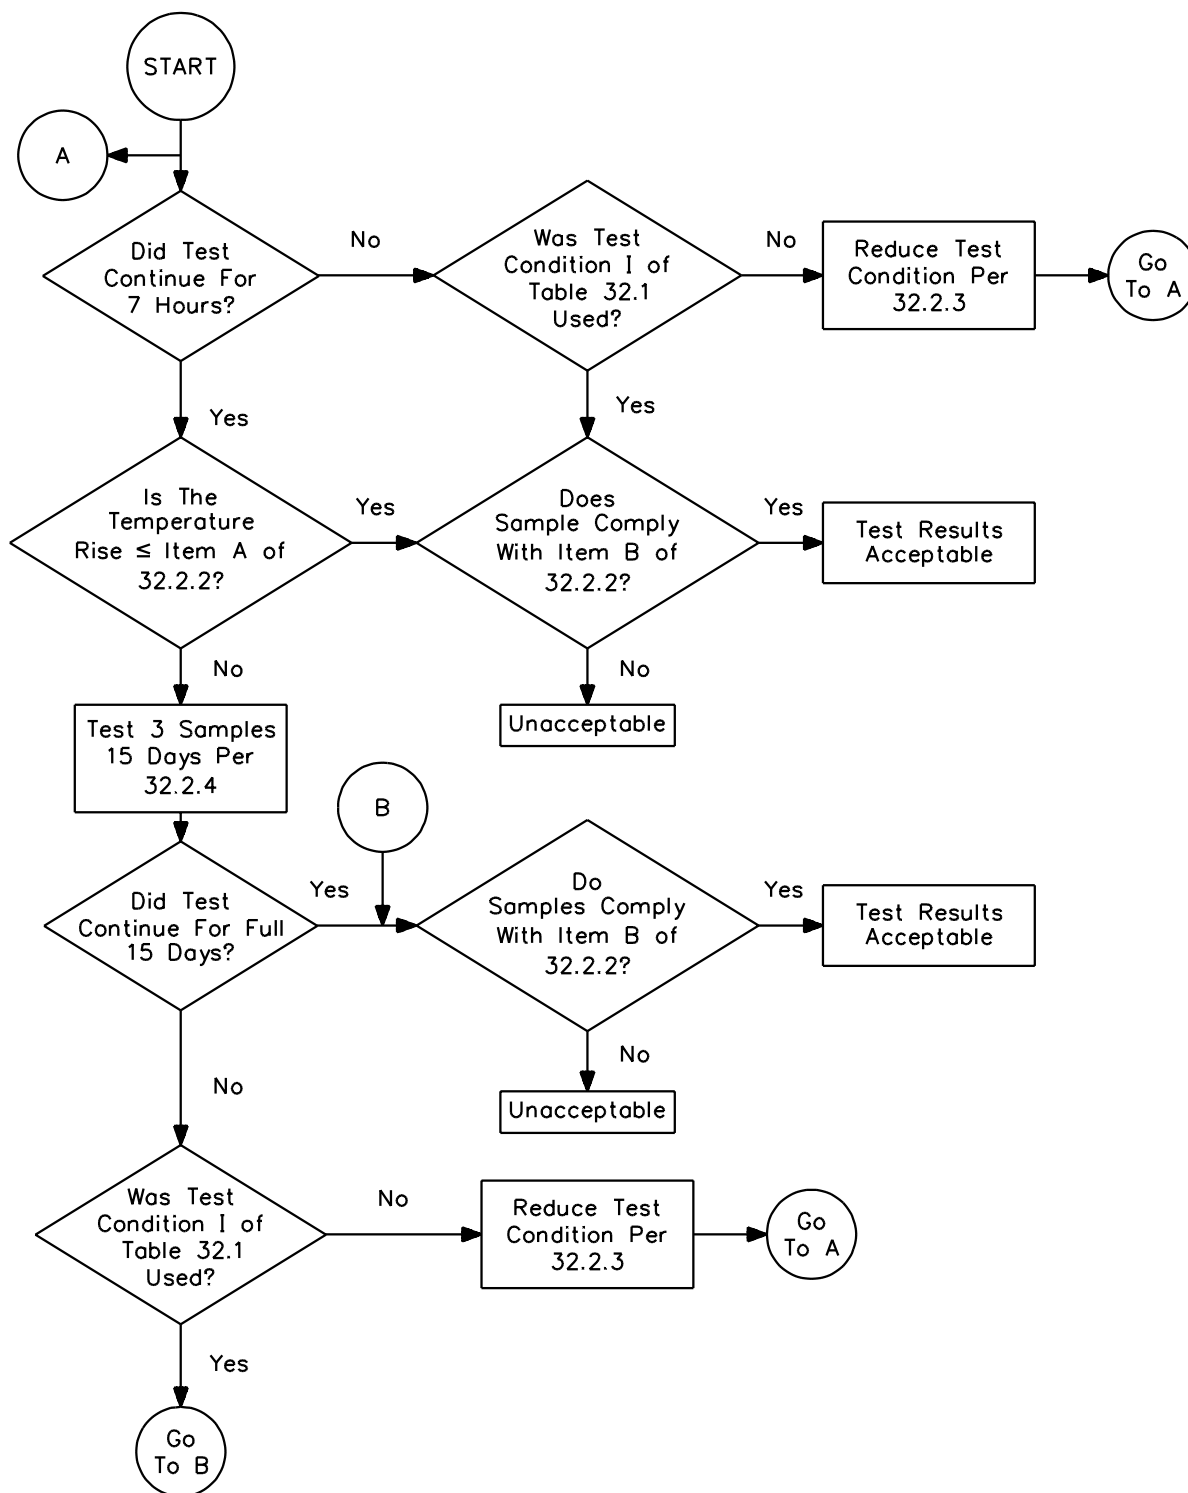 START
A
Did Test
Continue For
7 Hours?
No
Was Test
Condition I of
Table 32.1
Used?
No
Reduce Test
Condition Per
32.2.3
Go
To A
Yes
Yes
Is The
Temperature
Rise ≤ Item A of
32.2.2?
Yes
Does
Sample Comply
With Item B of
32.2.2?
Yes
Test Results
Acceptable
No
No
Unacceptable
Test 3 Samples
15 Days Per
32.2.4
B
Did Test
Continue For Full
15 Days?
Yes
Do
Samples Comply
With Item B of
32.2.2?
Yes
Test Results
Acceptable
No
Unacceptable
No
Was Test
Condition I of
Table 32.1
Used?
No
Reduce Test
Condition Per
32.2.3
Go
To A
Yes
Go
To B